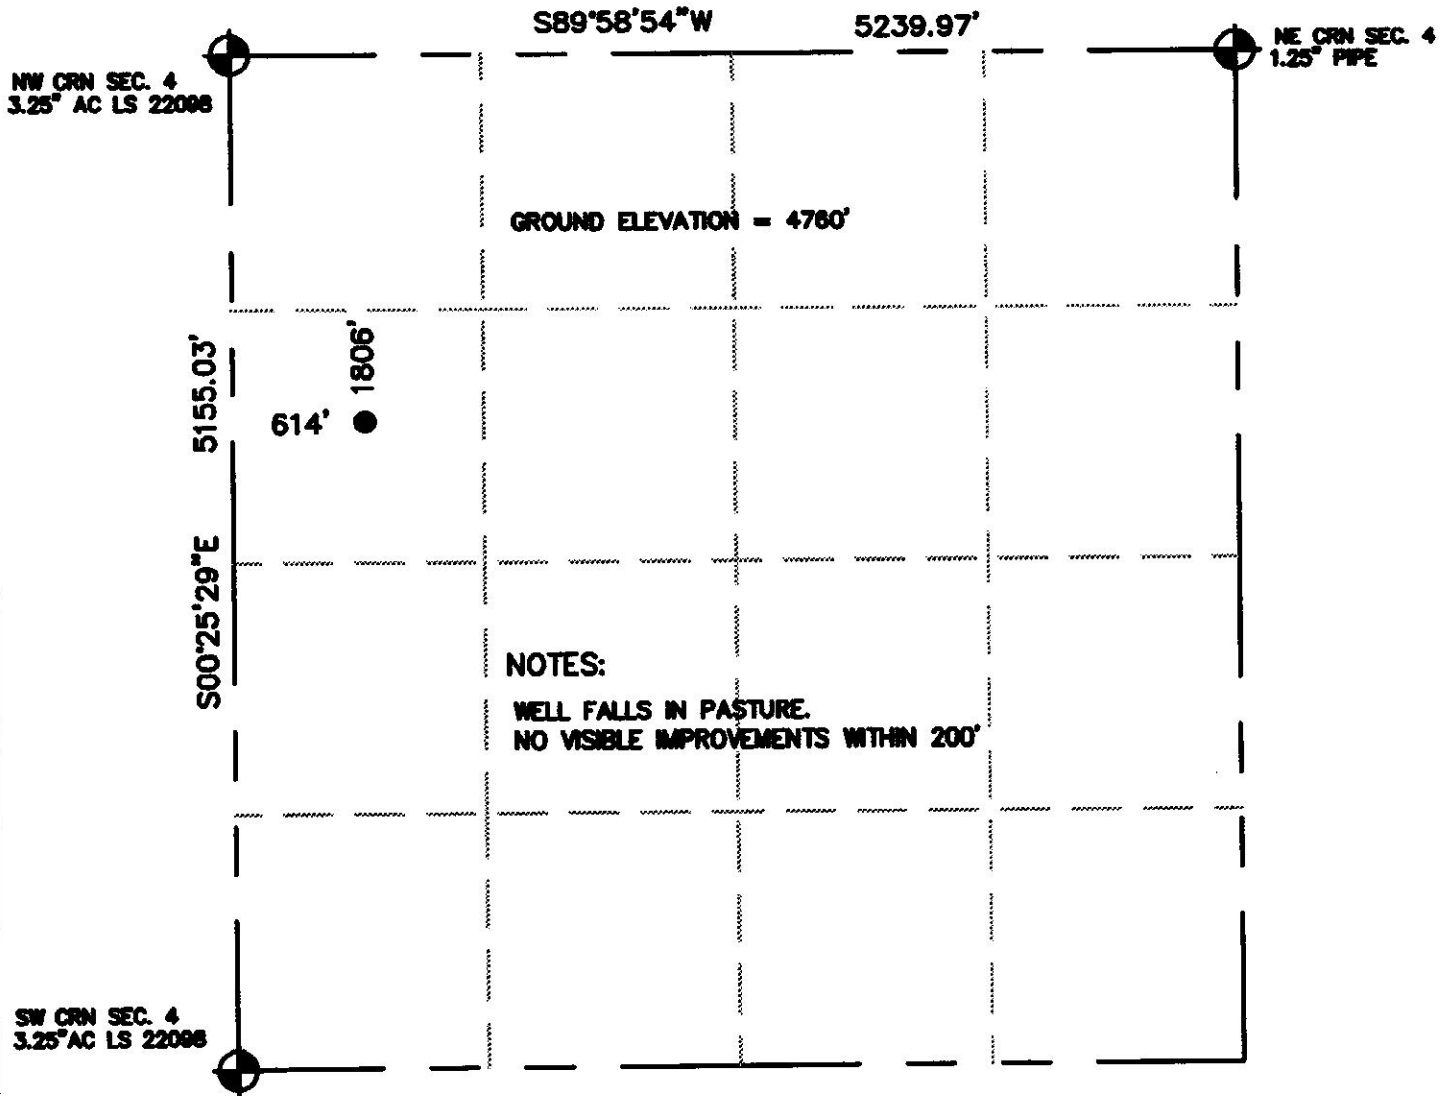 S89°58'54"W 5239.97'
NW CRN SEC. 4
3.25" AC LS 22098
NE CRN SEC. 4
1.25" PIPE
GROUND ELEVATION = 4760'
5155.03'
S00°25'29"E
1806'
614'
NOTES:
WELL FALLS IN PASTURE.
NO VISIBLE IMPROVEMENTS WITHIN 200'
SW CRN SEC. 4
3.25"AC LS 22098